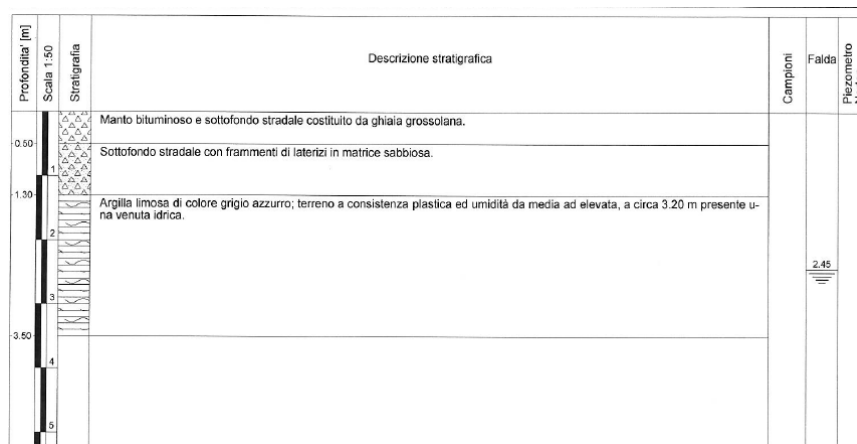 Profondita' [m]
Scala 1:50
Stratigrafia
Descrizione stratigrafica
Campioni
Falda
Piezometro
Manto bituminoso e sottofondo stradale costituito da ghiaia grossolana.
0.50
Sottofondo stradale con frammenti di laterizi in matrice sabbiosa.
1
1.30
Argilla limosa di colore grigio azzurro; terreno a consistenza plastica ed umidità da media ad elevata, a circa 3.20 m presente u-
na venuta idrica.
2
2.45
3
3.50
4
5